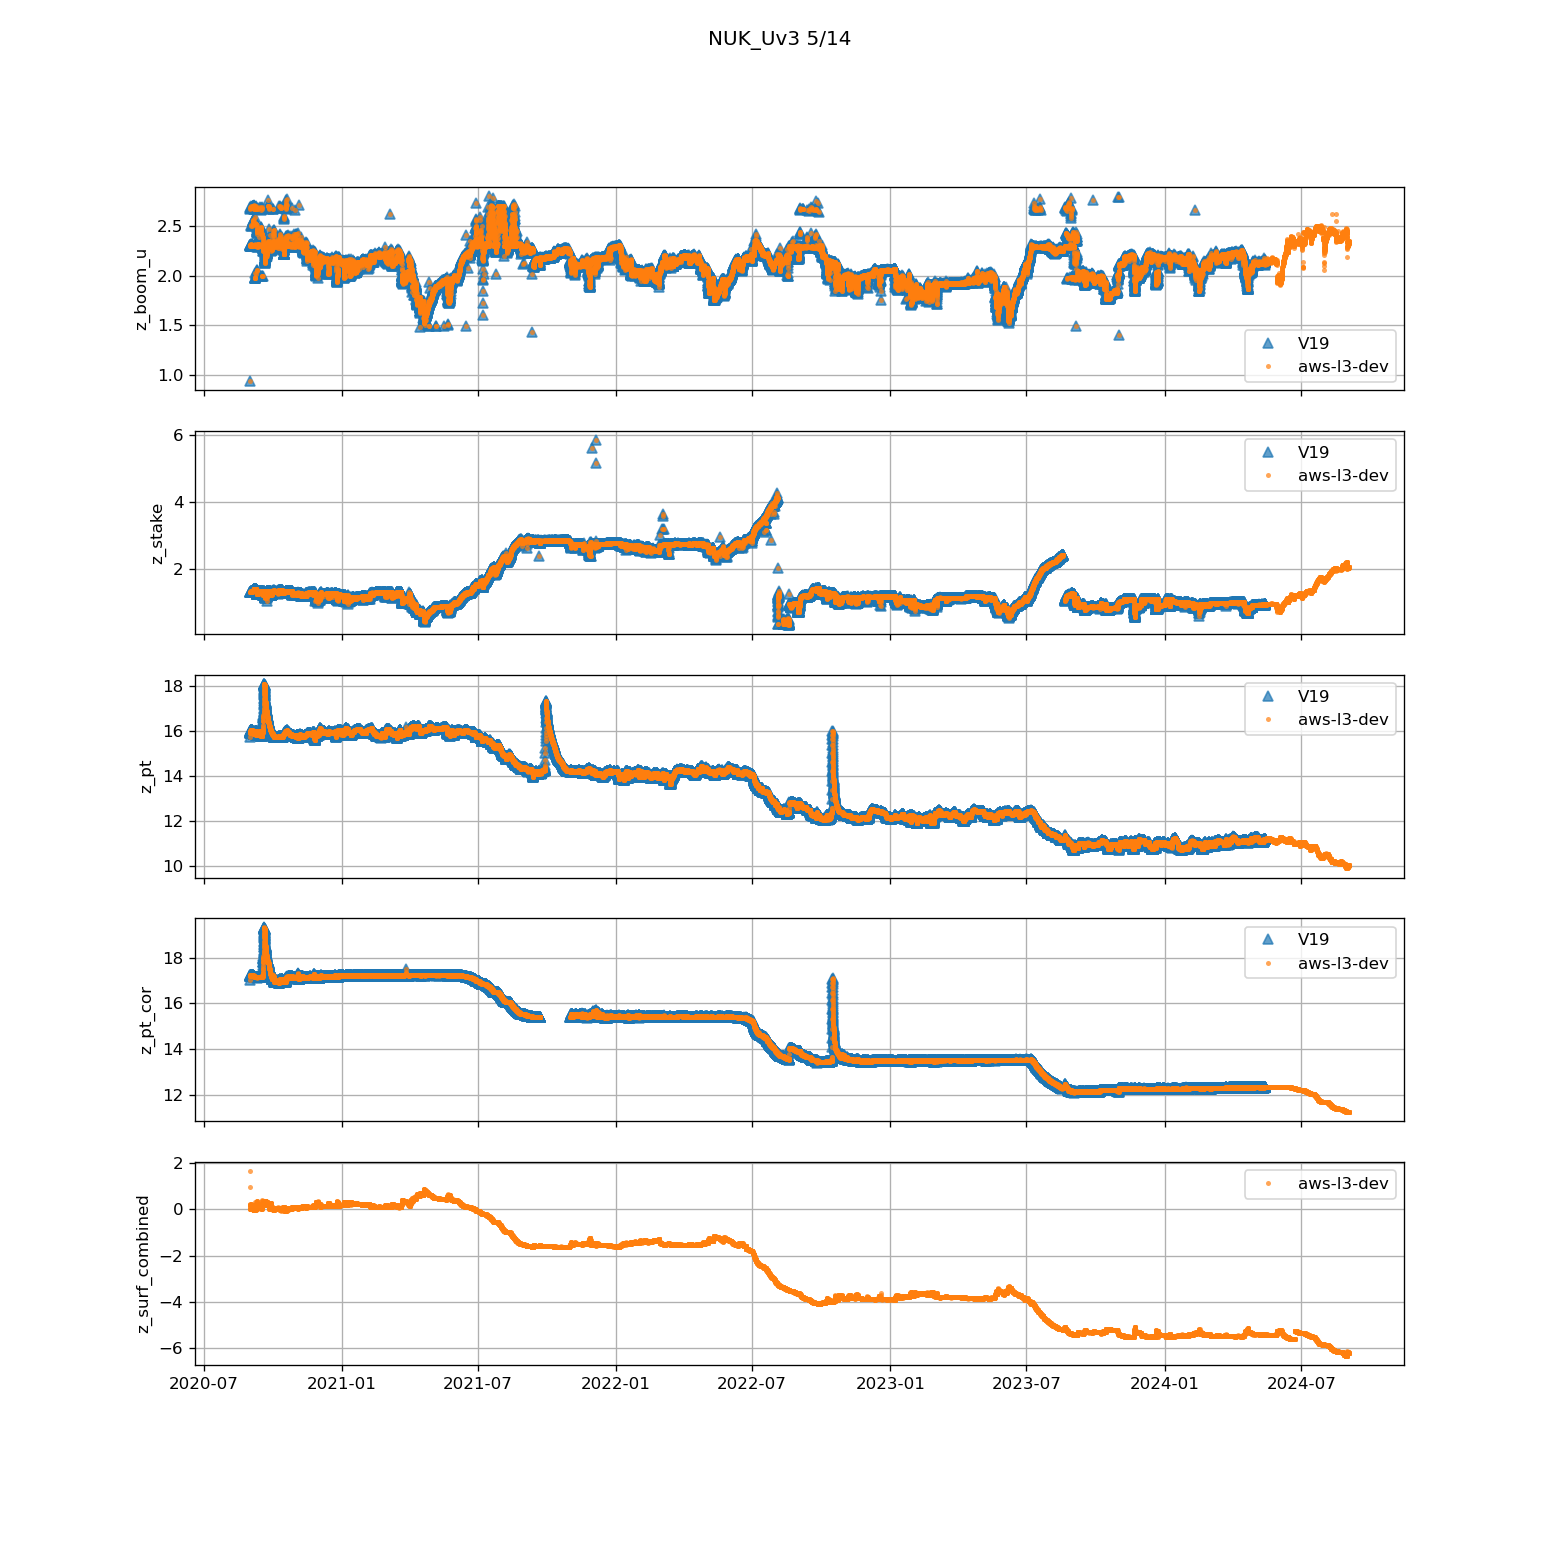 NUK_Uv3 5/14
z_boom_u
2.5
2.0
1.5
1.0
V19
aws-l3-dev
z_stake
6
4
2
V19
aws-l3-dev
z_pt
18
16
14
12
10
V19
aws-l3-dev
z_pt_cor
18
16
14
12
V19
aws-l3-dev
z_surf_combined
2
0
−2
−4
−6
aws-l3-dev
2020-07 2021-01 2021-07 2022-01 2022-07 2023-01 2023-07 2024-01 2024-07